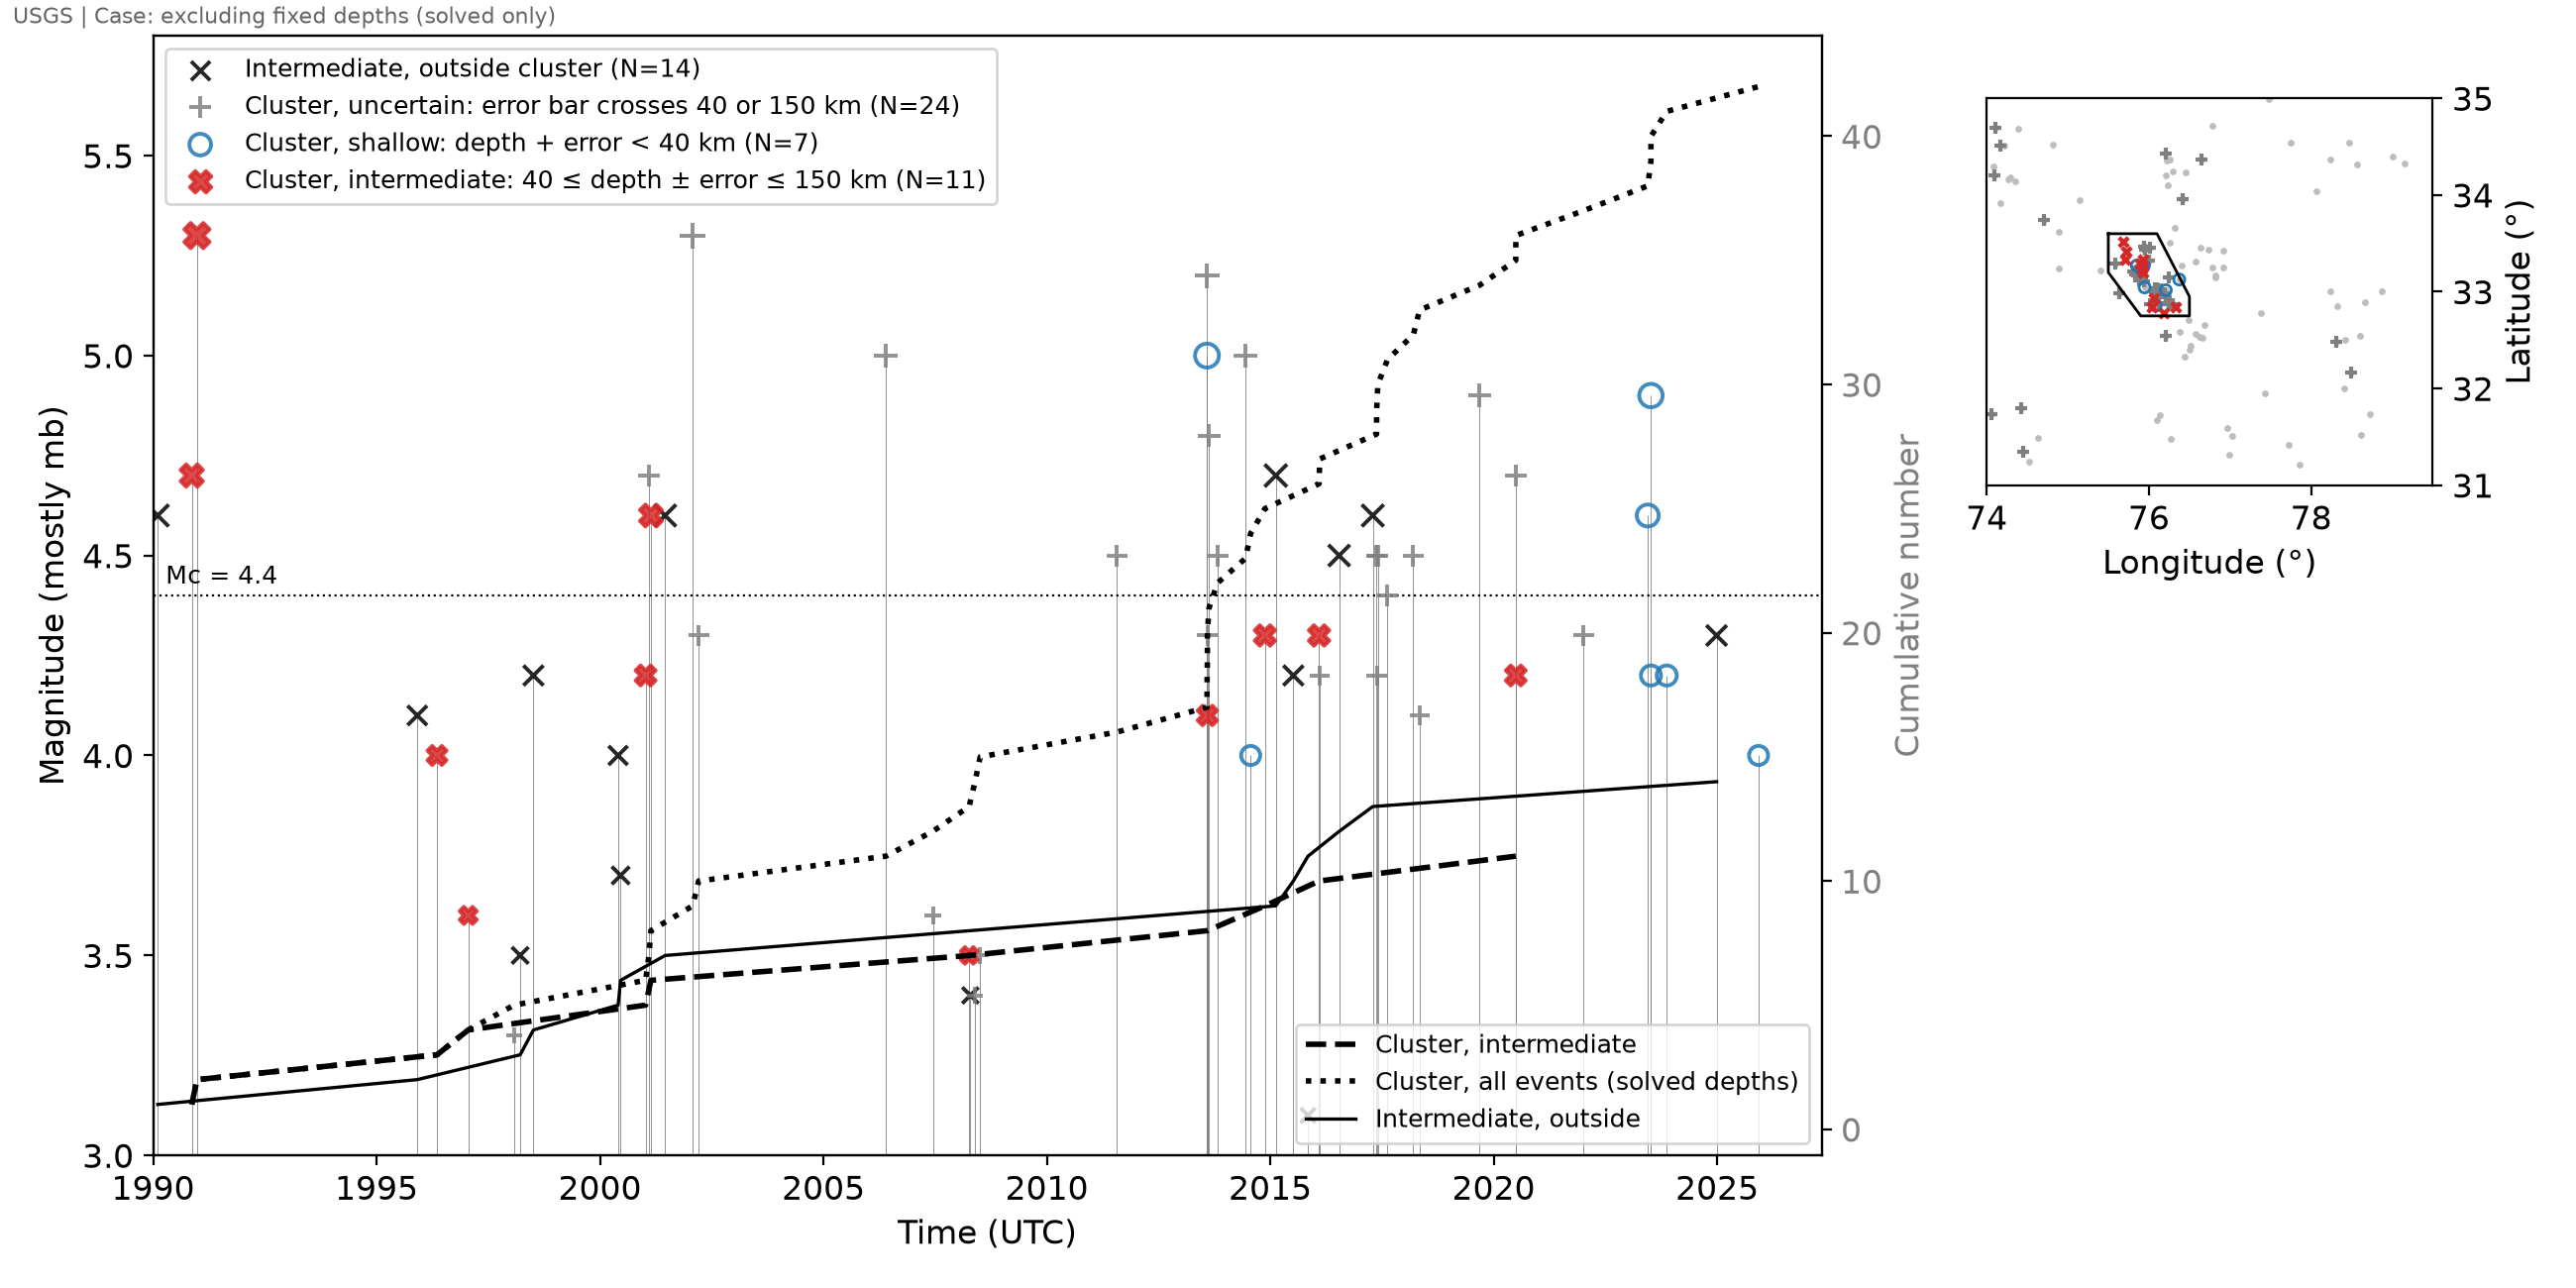 USGS | Case: excluding fixed depths (solved only)
Intermediate, outside cluster (N=14)
Cluster, uncertain: error bar crosses 40 or 150 km (N=24)
Cluster, shallow: depth + error < 40 km (N=7)
Cluster, intermediate: 40 ≤ depth ± error ≤ 150 km (N=11)
Magnitude (mostly mb)
5.5
5.0
4.5
4.0
3.5
3.0
Mc = 4.4
1990
1995
2000
2005
2010
2015
2020
2025
Time (UTC)
40
30
20
10
0
Cumulative number
Cluster, intermediate
Cluster, all events (solved depths)
Intermediate, outside
35
34
33
32
31
Latitude (°)
74
76
78
Longitude (°)